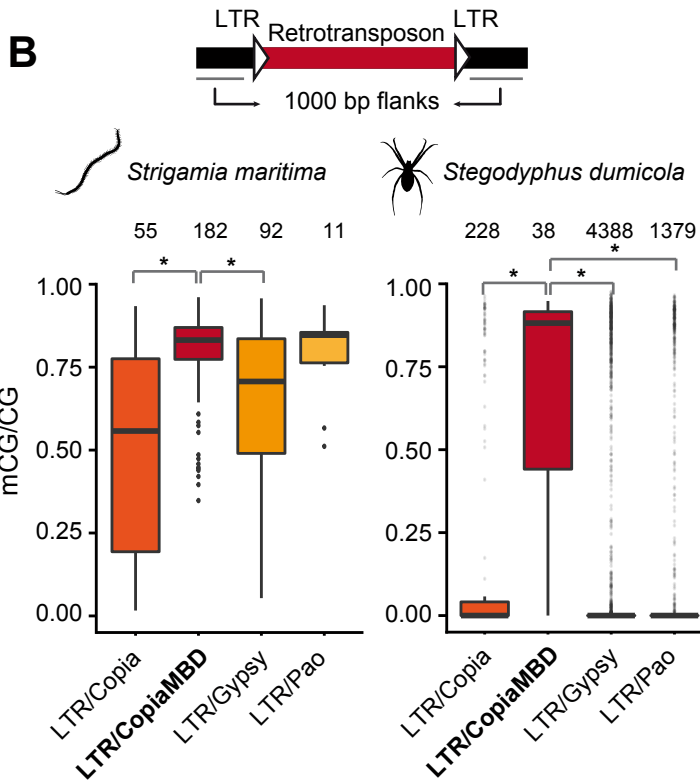 B
LTR LTR
Retrotransposon
1000 bp flanks
Strigamia maritima
Stegodyphus dumicola
55 182 92 11
228 38 4388 1379
* *
* * *
mCG/CG
1.00
0.75
0.50
0.25
0.00
1.00
0.75
0.50
0.25
0.00
LTR/Copia
LTR/CopiaMBD
LTR/Gypsy
LTR/Pao
LTR/Copia
LTR/CopiaMBD
LTR/Gypsy
LTR/Pao